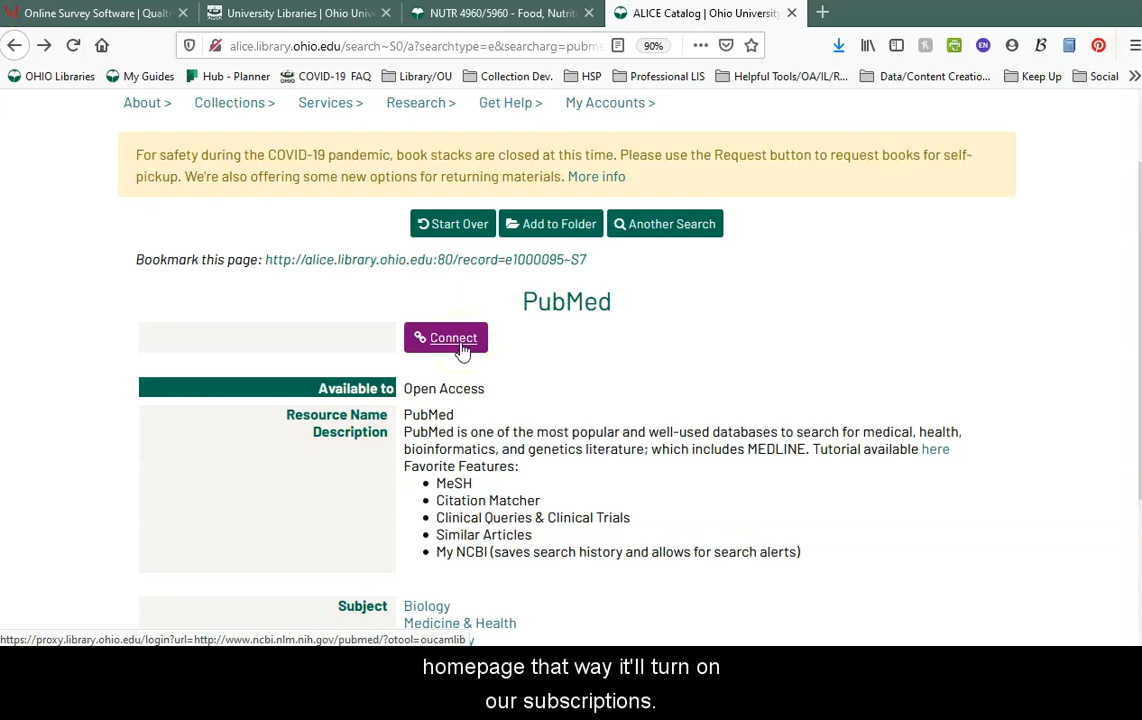 Online Survey Software | Qualt
University Libraries | Ohio Univ
NUTR 4960/5960 - Food, Nutrit
ALICE Catalog | Ohio University
alice.library.ohio.edu/search~S0/a?searchtype=e&searcharg=pubm
90%
OHIO Libraries
My Guides
Hub - Planner
COVID-19 FAQ
Library/OU
Collection Dev.
HSP
Professional LIS
Helpful Tools/OA/IL/R...
Data/Content Creatio...
Keep Up
Social
About >
Collections >
Services >
Research >
Get Help >
My Accounts >
For safety during the COVID-19 pandemic, book stacks are closed at this time. Please use the Request button to request books for self-
pickup. We're also offering some new options for returning materials. More info
Start Over
Add to Folder
Another Search
Bookmark this page: http://alice.library.ohio.edu:80/record=e1000095~S7
PubMed
Connect
Available to Open Access
Resource Name PubMed
Description PubMed is one of the most popular and well-used databases to search for medical, health,
bioinformatics, and genetics literature; which includes MEDLINE. Tutorial available here
Favorite Features:
• MeSH
• Citation Matcher
• Clinical Queries & Clinical Trials
• Similar Articles
• My NCBI (saves search history and allows for search alerts)
Subject Biology
Medicine & Health
https://proxy.library.ohio.edu/login?url=http://www.ncbi.nlm.nih.gov/pubmed/?otool=oucamlib
homepage that way it'll turn on
our subscriptions.